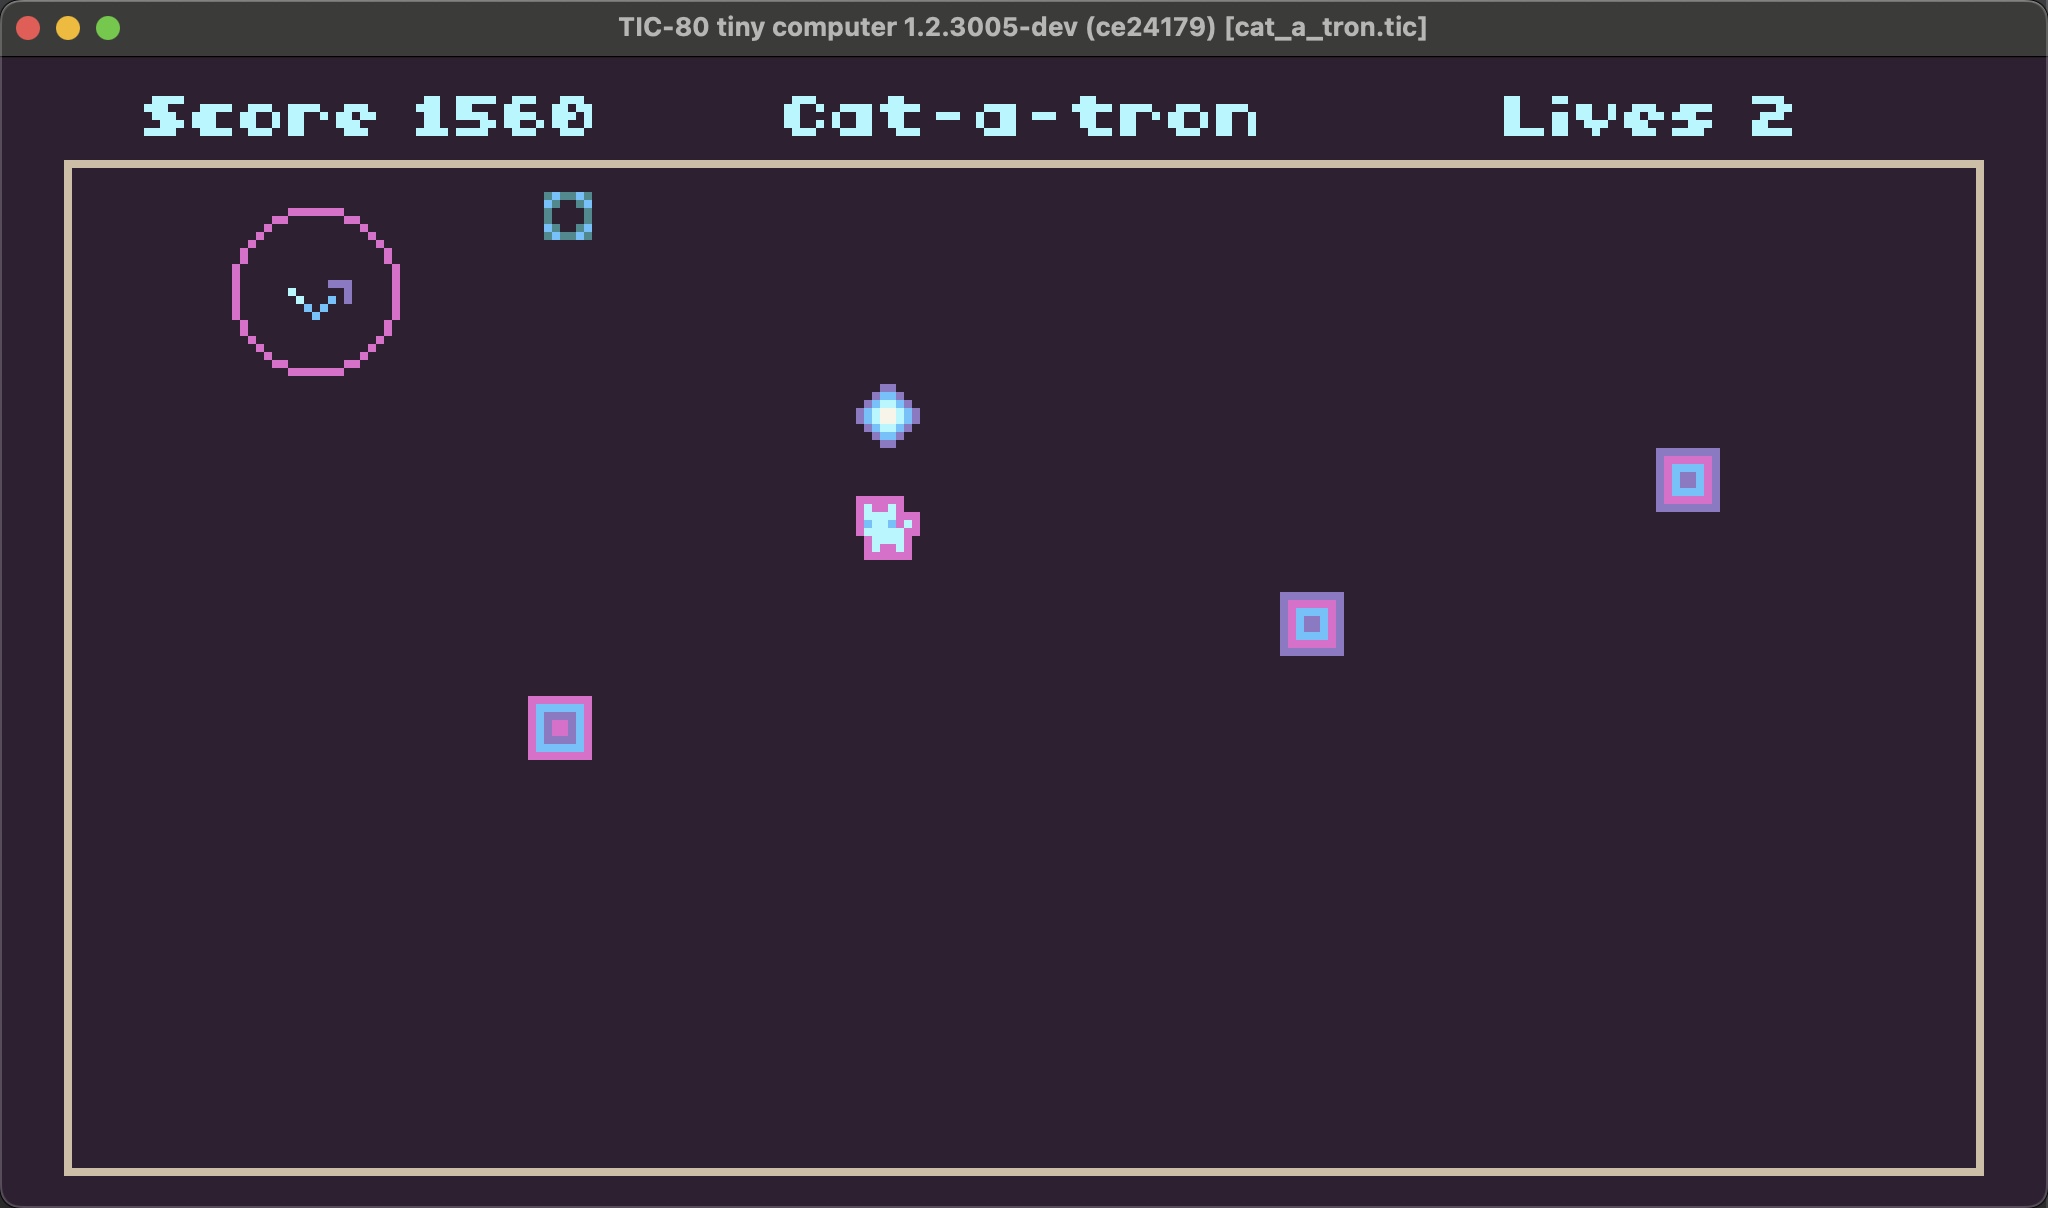 TIC-80 tiny computer 1.2.3005-dev (ce24179) [cat_a_tron.tic]
Score 1560 Cat-a-tron Lives 2